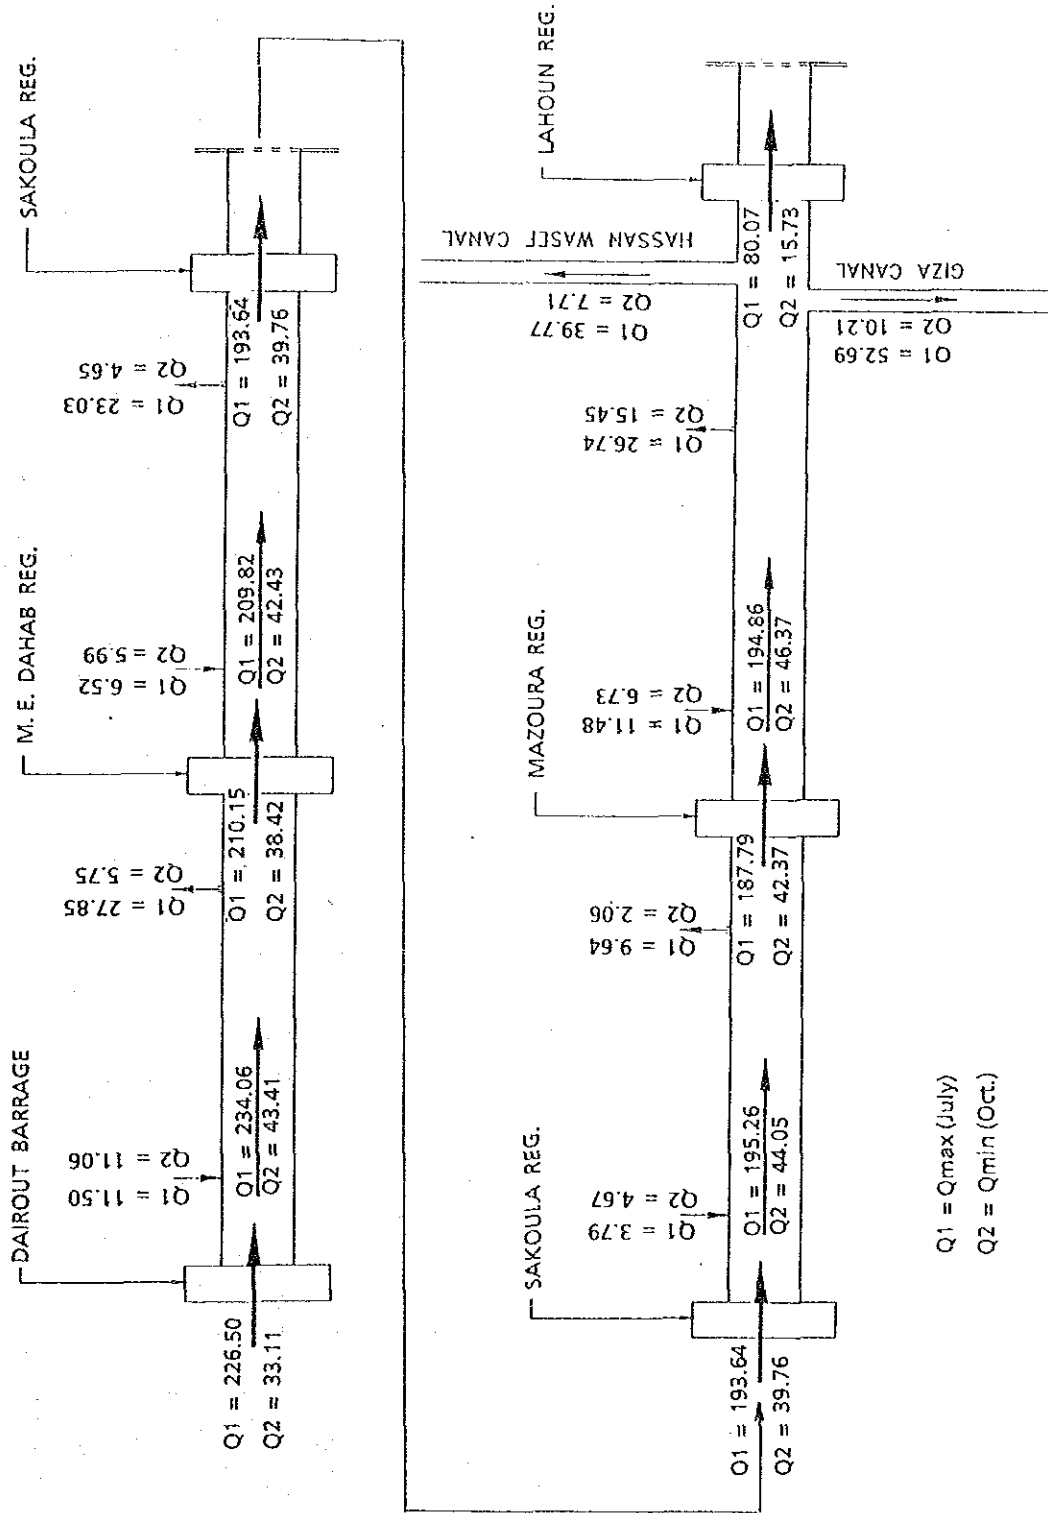 DAIROUT BARRAGE
M. E. DAHAB REG.
SAKOULA REG.
Q1 = 226.50
Q2 = 33.11
Q1 = 11.50
Q2 = 11.06
Q1 = 234.06
Q2 = 43.41
Q1 = 27.85
Q2 = 5.75
Q1 = 210.15
Q2 = 38.42
Q1 = 6.52
Q2 = 5.99
Q1 = 209.82
Q2 = 42.43
Q1 = 23.03
Q2 = 4.65
Q1 = 193.64
Q2 = 39.76
SAKOULA REG.
MAZOURA REG.
LAHOUN REG.
Q1 = 193.64
Q2 = 39.76
Q1 = 3.79
Q2 = 4.67
Q1 = 195.26
Q2 = 44.05
Q1 = 9.64
Q2 = 2.06
Q1 = 187.79
Q2 = 42.37
Q1 = 11.48
Q2 = 6.73
Q1 = 194.86
Q2 = 46.37
Q1 = 26.74
Q2 = 15.45
HASSAN WASEF CANAL
Q1 = 39.77
Q2 = 7.71
Q1 = 80.07
Q2 = 15.73
GIZA CANAL
Q1 = 52.69
Q2 = 10.21
Q1 = Qmax (July)
Q2 = Qmin (Oct.)